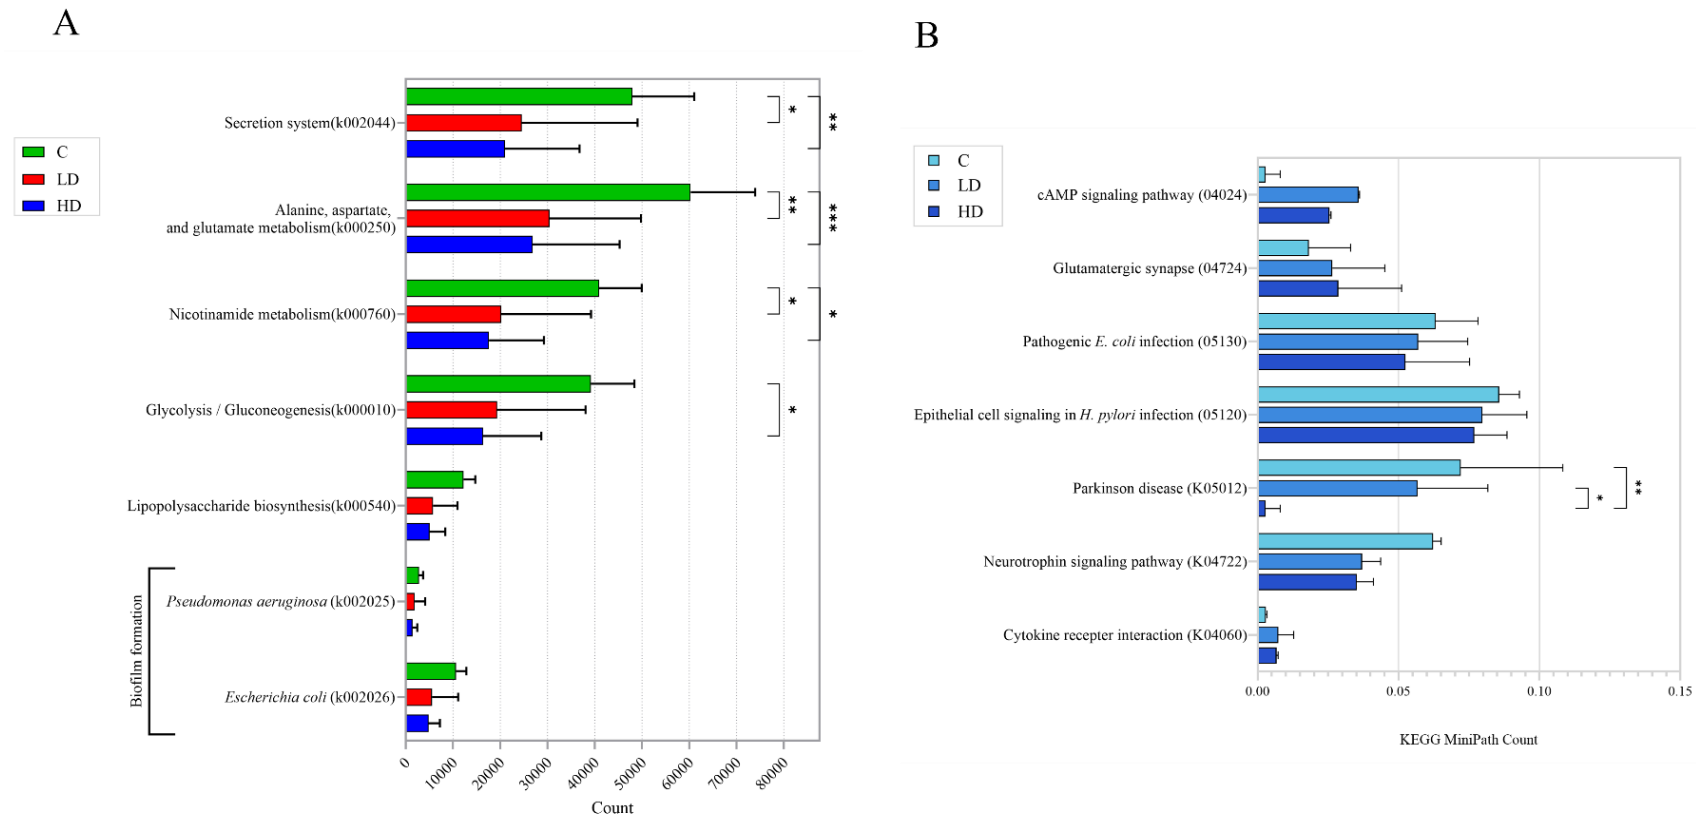 A
C
LD
HD
Secretion system(k002044)
Alanine, aspartate,
and glutamate metabolism(k000250)
Nicotinamide metabolism(k000760)
Glycolysis / Gluconeogenesis(k000010)
Lipopolysaccharide biosynthesis(k000540)
Biofilm formation
Pseudomonas aeruginosa (k002025)
Escherichia coli (k002026)
*
**
**
***
*
*
*
0
10000
20000
30000
40000
50000
60000
70000
80000
Count
B
C
LD
HD
cAMP signaling pathway (04024)
Glutamatergic synapse (04724)
Pathogenic E. coli infection (05130)
Epithelial cell signaling in H. pylori infection (05120)
Parkinson disease (K05012)
Neurotrophin signaling pathway (K04722)
Cytokine recepter interaction (K04060)
*
**
0.00
0.05
0.10
0.15
KEGG MiniPath Count